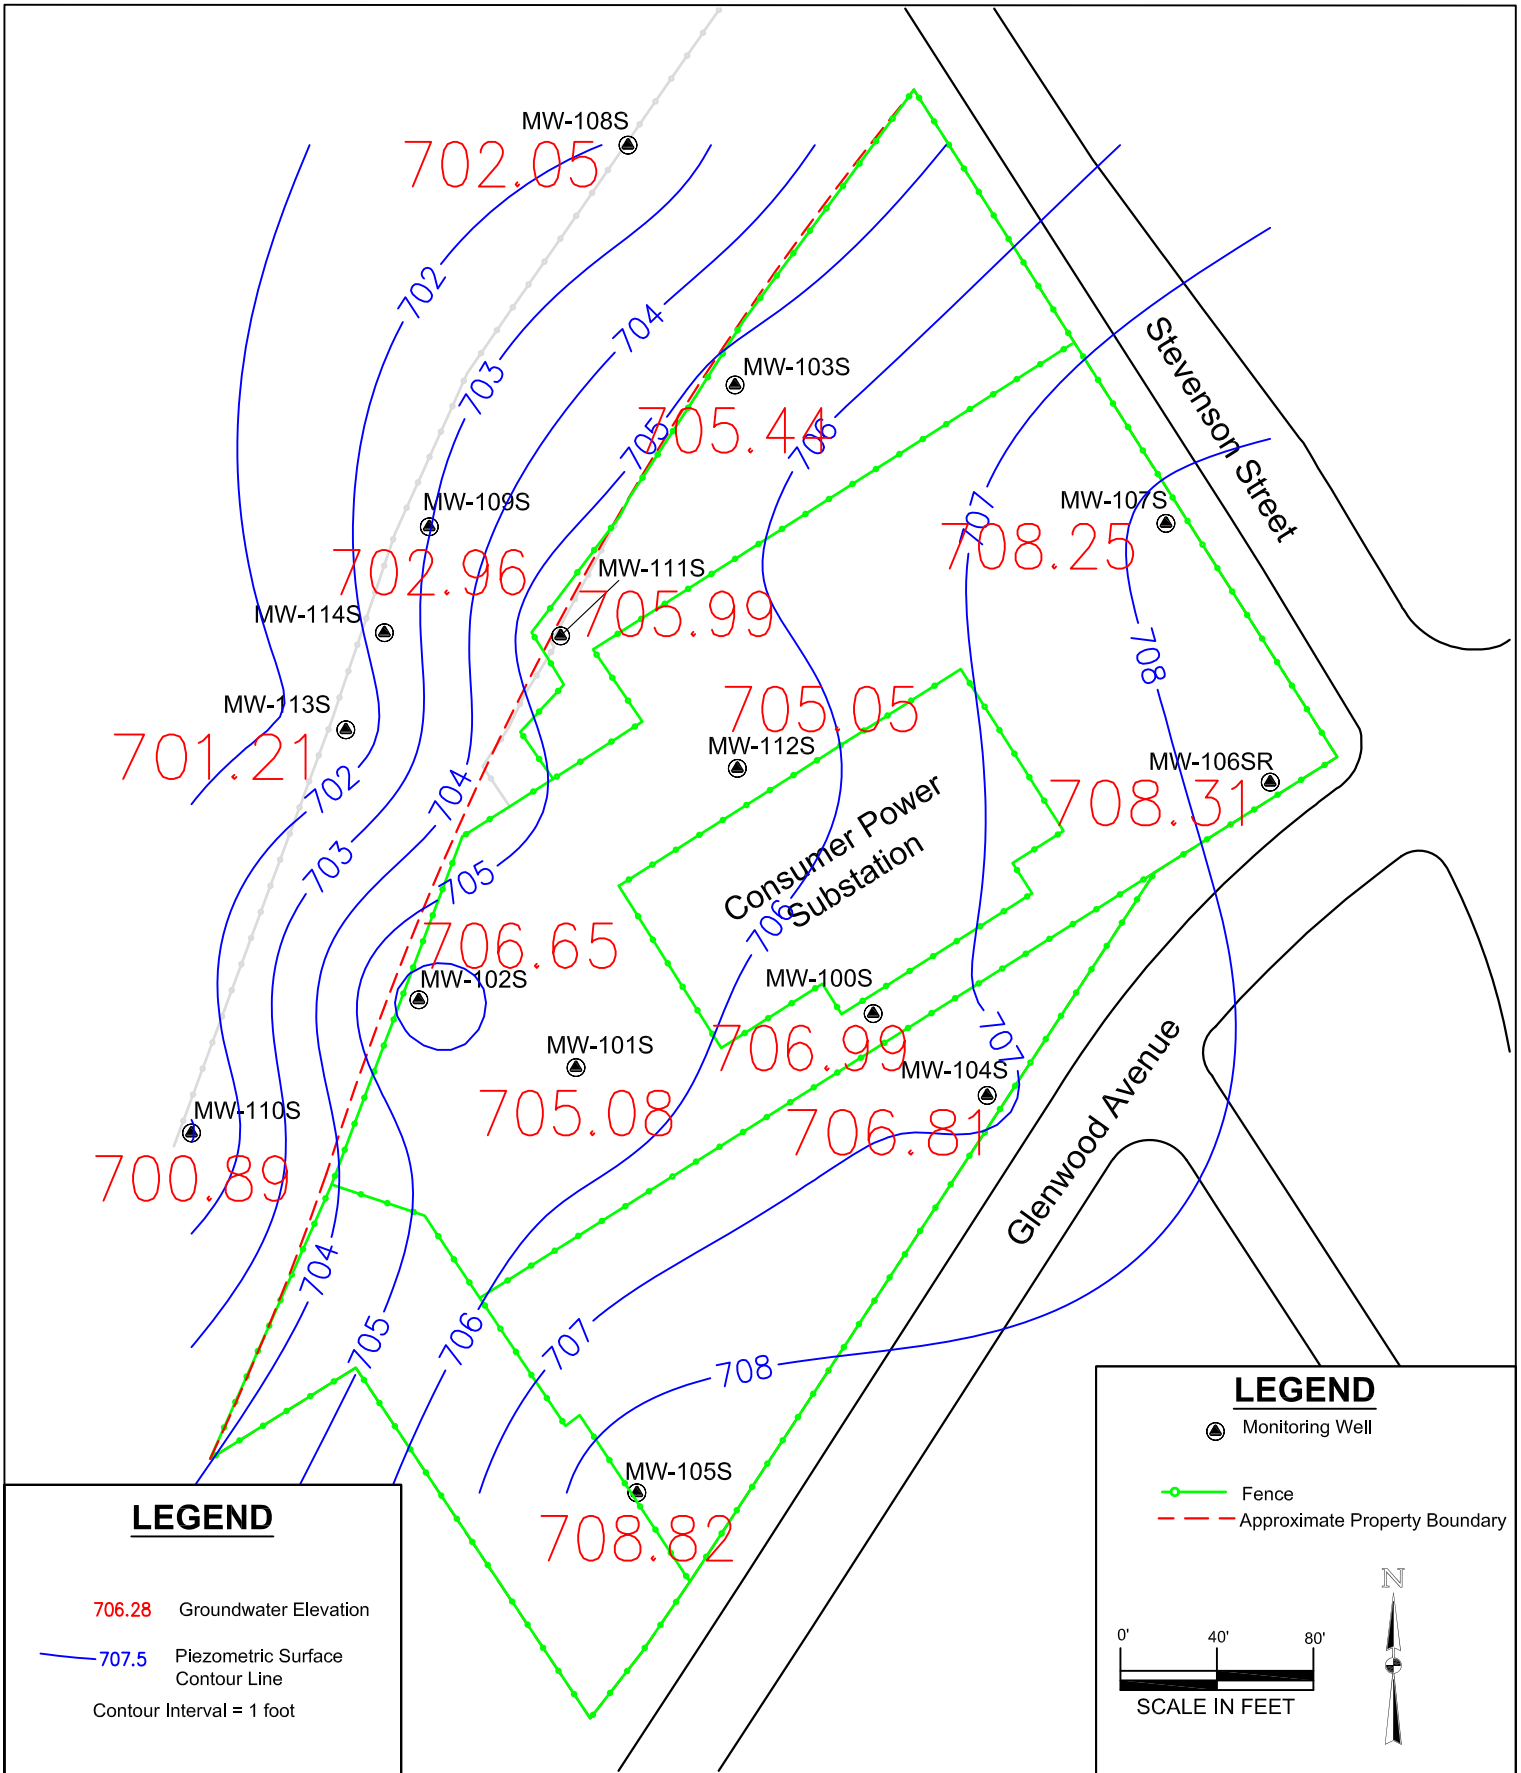 MW-108S
702.05
702
704
703
MW-103S
705.44
705
706
Stevenson Street
MW-109S
702.96
MW-107S
707
708.25
MW-111S
705.99
MW-114S
708
MW-113S
701.21
705.05
MW-112S
MW-106SR
708.31
702
704
703
705
Consumer Power
Substation
706
706.65
MW-102S
MW-100S
706.99
707
MW-101S
705.08
MW-104S
706.81
MW-110S
700.89
Glenwood Avenue
704
705
706
707
708
MW-105S
708.82
LEGEND
706.28 Groundwater Elevation
707.5 Piezometric Surface
Contour Line
Contour Interval = 1 foot
LEGEND
Monitoring Well
Fence
Approximate Property Boundary
N
0' 40' 80'
SCALE IN FEET